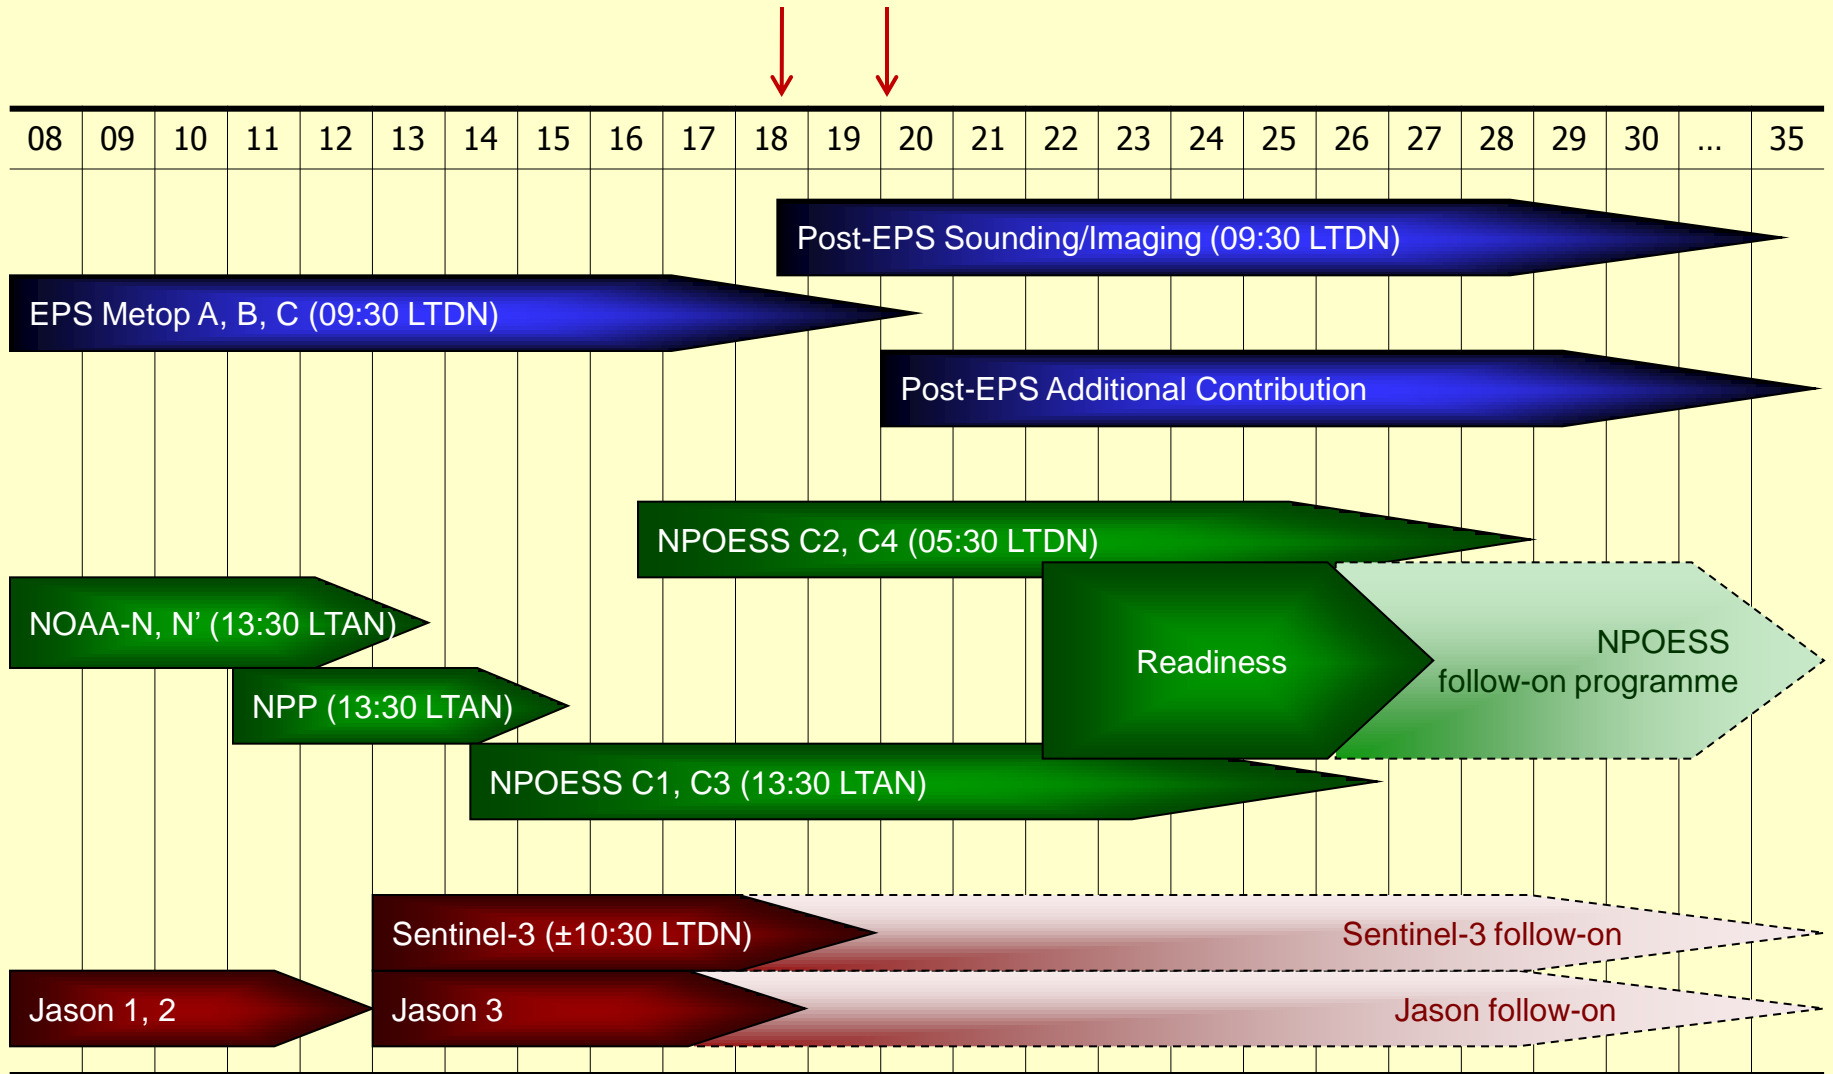 08 09 10 11 12 13 14 15 16 17 18 19 20 21 22 23 24 25 26 27 28 29 30 ... 35
Post-EPS Sounding/Imaging (09:30 LTDN)
EPS Metop A, B, C (09:30 LTDN)
Post-EPS Additional Contribution
NPOESS C2, C4 (05:30 LTDN)
NOAA-N, N’ (13:30 LTAN)
Readiness
NPOESS
follow-on programme
NPP (13:30 LTAN)
NPOESS C1, C3 (13:30 LTAN)
Sentinel-3 (±10:30 LTDN)
Sentinel-3 follow-on
Jason 1, 2
Jason 3
Jason follow-on